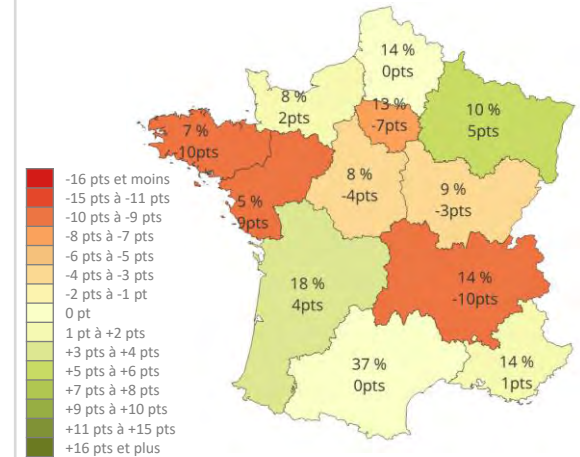 14 %
0pts
8 %
2pts
13 %
-7pts
10 %
5pts
7 %
-10pts
5 %
-9pts
8 %
-4pts
9 %
-3pts
18 %
4pts
14 %
-10pts
37 %
0pts
14 %
1pts
-16 pts et moins
-15 pts à -11 pts
-10 pts à -9 pts
-8 pts à -7 pts
-6 pts à -5 pts
-4 pts à -3 pts
-2 pts à -1 pt
0 pt
1 pt à +2 pts
+3 pts à +4 pts
+5 pts à +6 pts
+7 pts à +8 pts
+9 pts à +10 pts
+11 pts à +15 pts
+16 pts et plus